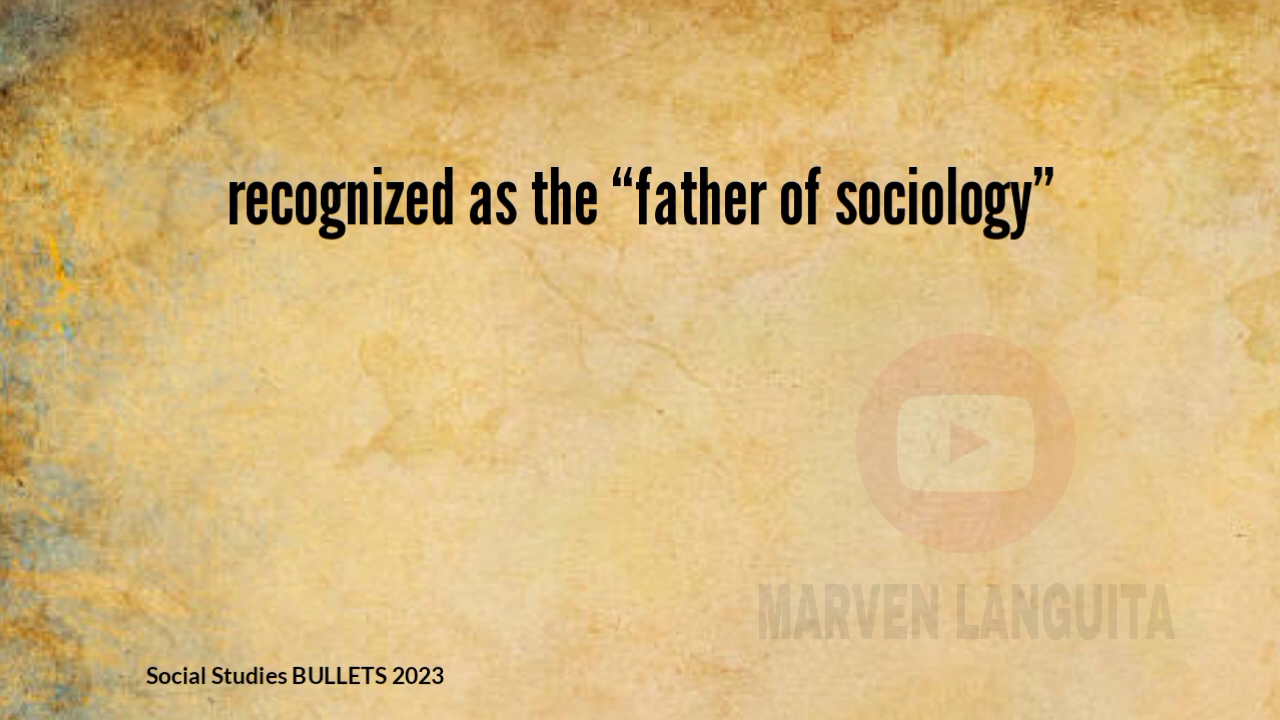 recognized as the “father of sociology”
MARVEN LANGUITA
Social Studies BULLETS 2023